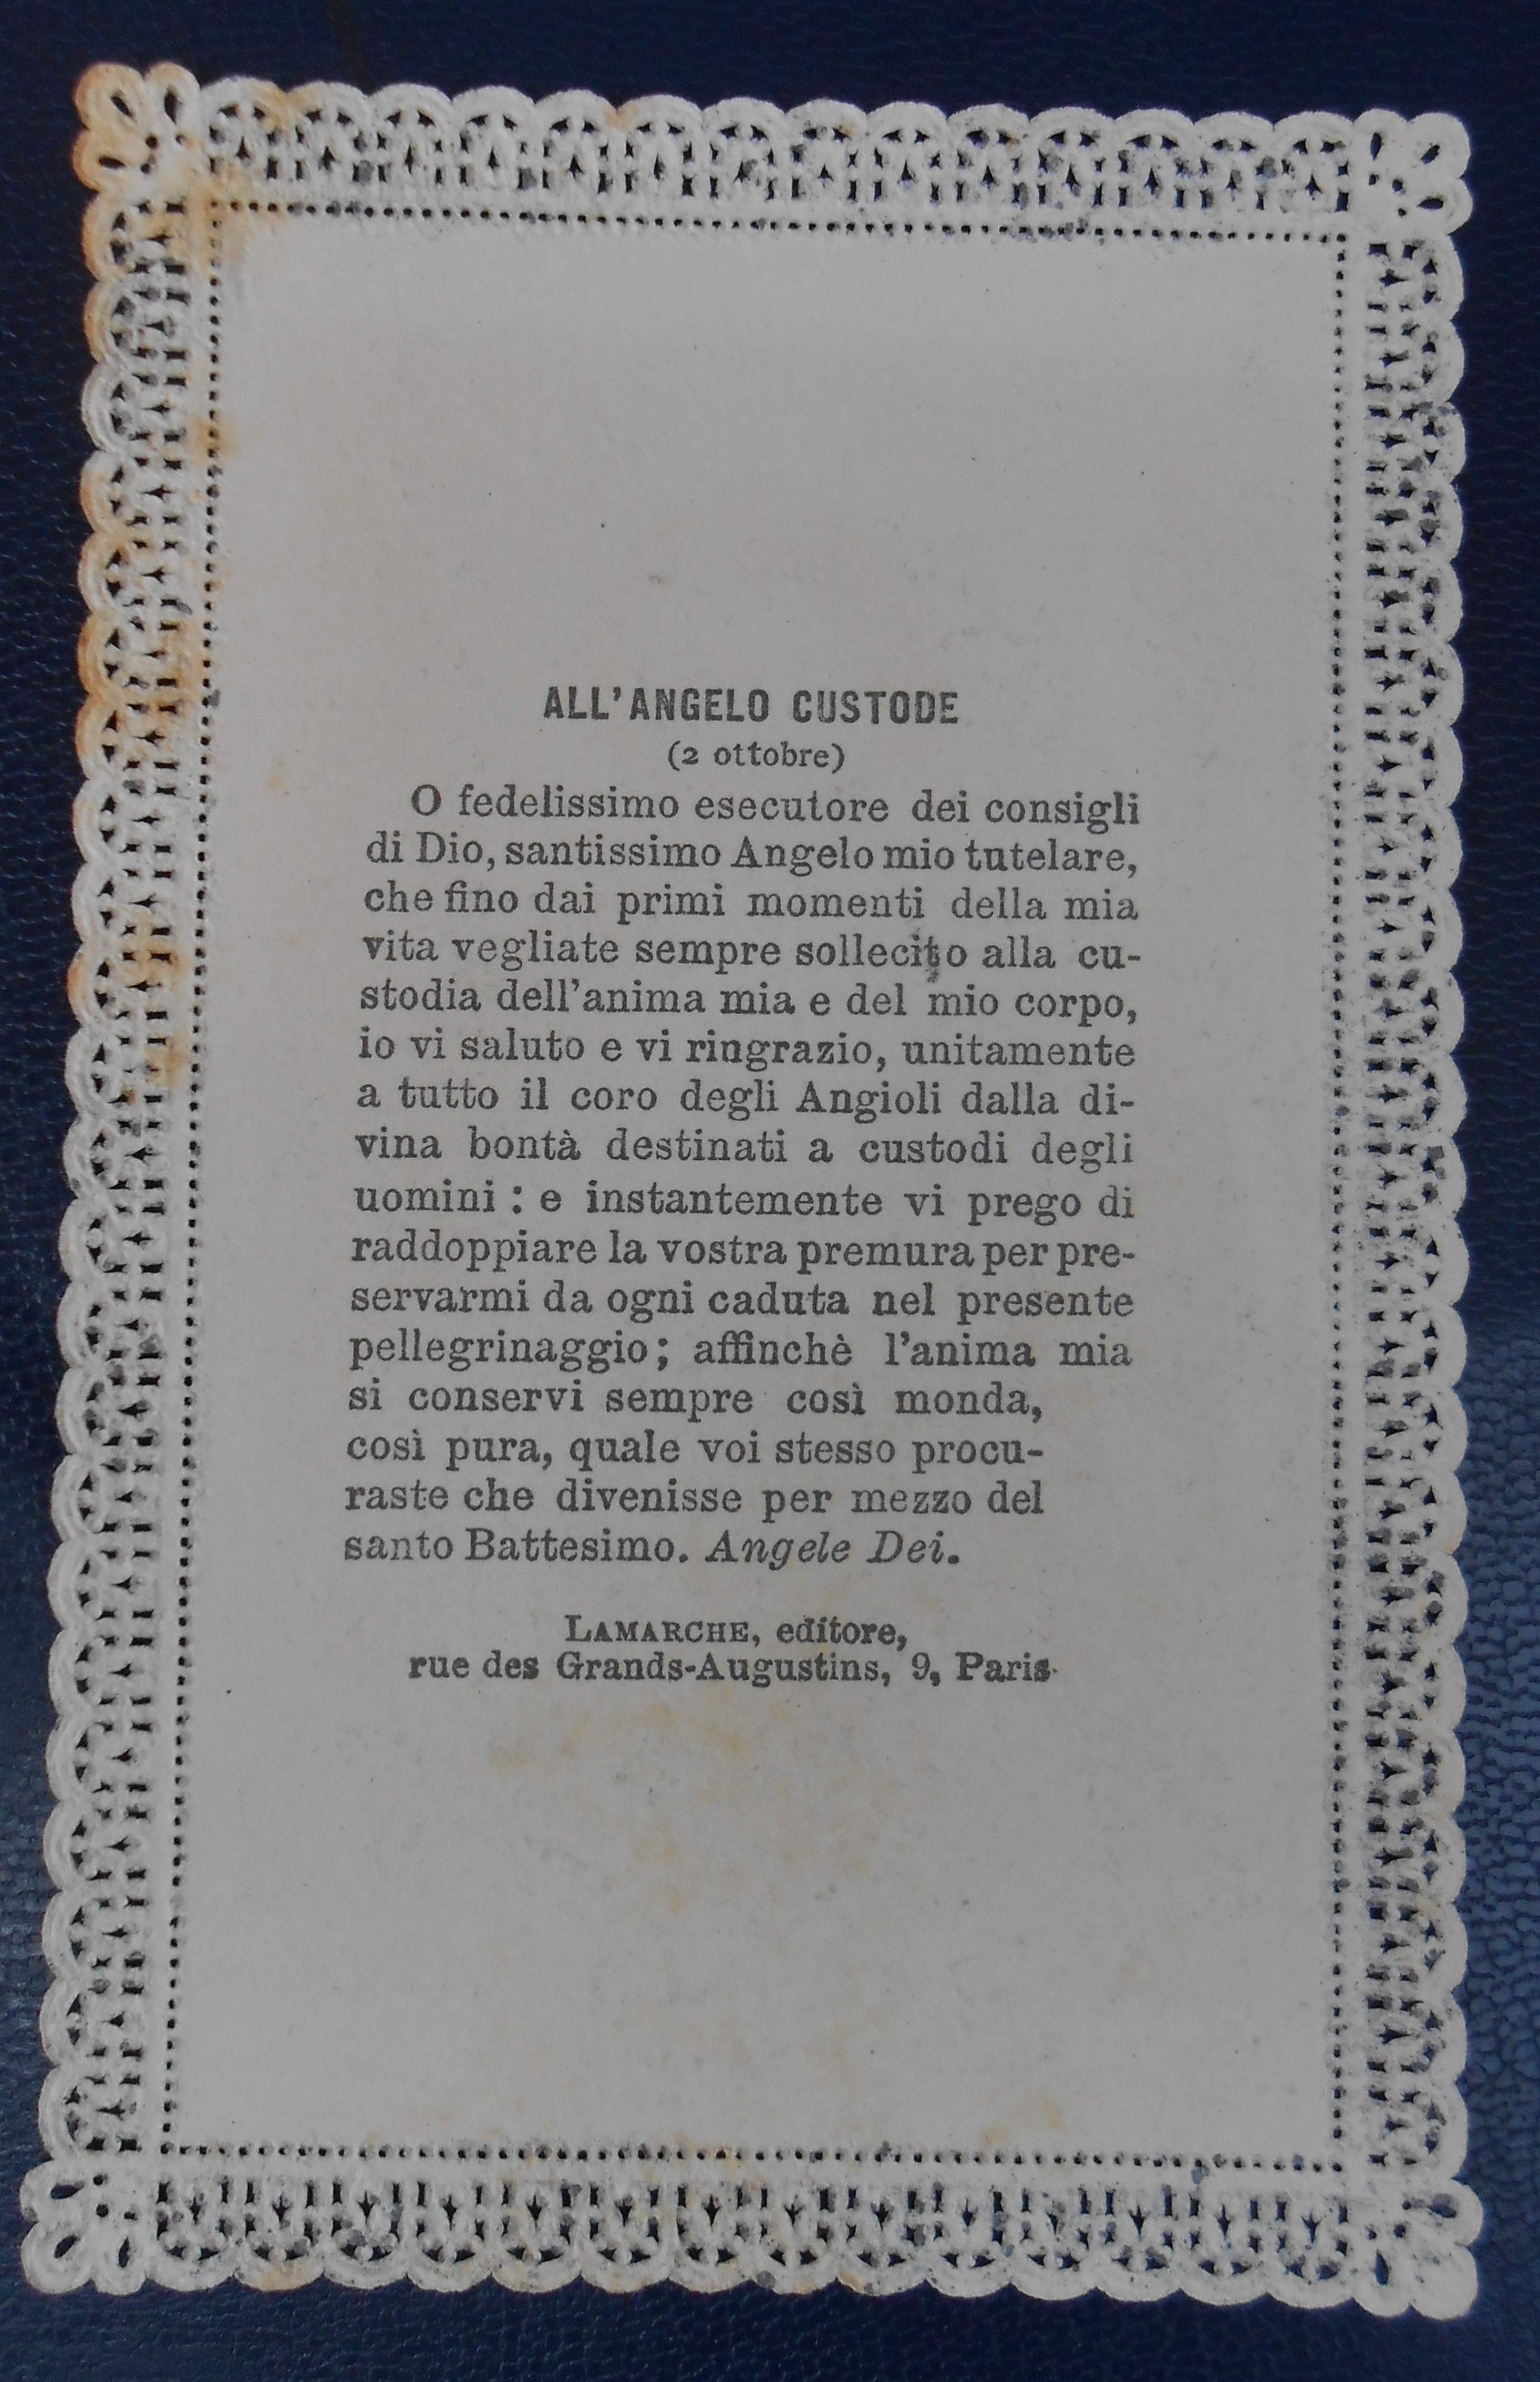 ALL'ANGELO CUSTODE
(2 ottobre)
O fedelissimo esecutore dei consigli
di Dio, santissimo Angelo mio tutelare,
che fino dai primi momenti della mia
vita vegliate sempre sollecito alla cu-
stodia dell'anima mia e del mio corpo,
io vi saluto e vi ringrazio, unitamente
a tutto il coro degli Angioli dalla di-
vina bontà destinati a custodi degli
uomini : e instantemente vi prego di
raddoppiare la vostra premura per pre-
servarmi da ogni caduta nel presente
pellegrinaggio; affinchè l'anima mia
si conservi sempre così monda,
così pura, quale voi stesso procu-
raste che divenisse per mezzo del
santo Battesimo. Angele Dei.
LAMARCHE, editore,
rue des Grands-Augustins, 9, Paris